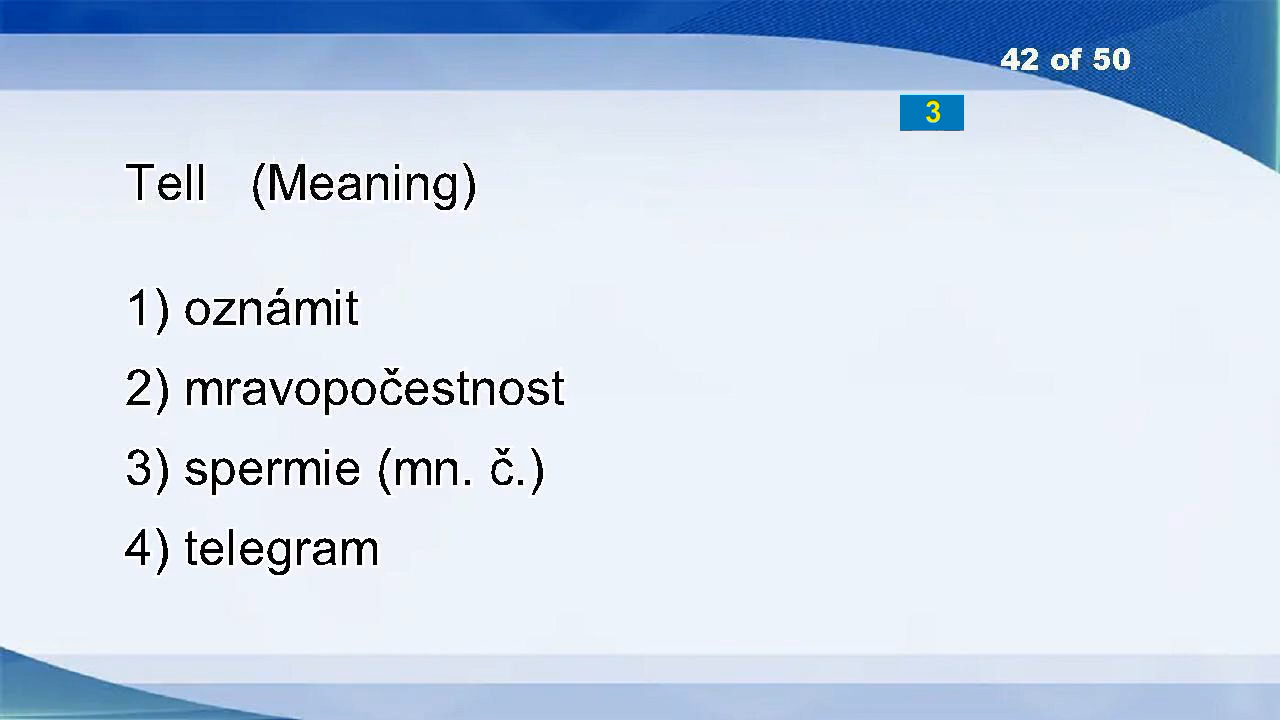 42 of 50
3
Tell (Meaning)
1) oznámit
2) mravopočestnost
3) spermie (mn. č.)
4) telegram